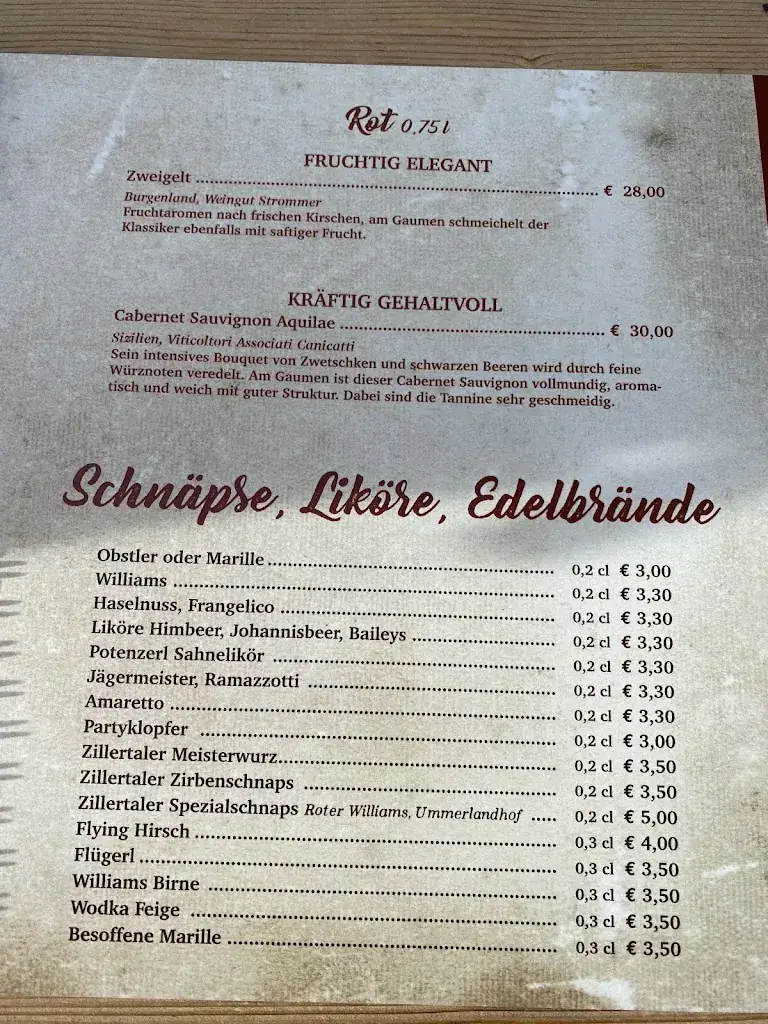 Rot 0,75 l
FRUCHTIG ELEGANT
Zweigelt ........ € 28,00
Burgenland, Weingut Strommer
Fruchtaromen nach frischen Kirschen, am Gaumen schmeichelt der
Klassiker ebenfalls mit saftiger Frucht.
KRÄFTIG GEHALTVOLL
Cabernet Sauvignon Aquilae ........ € 30,00
Sizilien, Viticoltori Associati Canicatti
Sein intensives Bouquet von Zwetschken und schwarzen Beeren wird durch feine
Würznoten veredelt. Am Gaumen ist dieser Cabernet Sauvignon vollmundig, aroma-
tisch und weich mit guter Struktur. Dabei sind die Tannine sehr geschmeidig.
Schnäpse, Liköre, Edelbrände
Obstler oder Marille ........ 0,2 cl € 3,00
Williams ........ 0,2 cl € 3,30
Haselnuss, Frangelico ........ 0,2 cl € 3,30
Liköre Himbeer, Johannisbeer, Baileys ........ 0,2 cl € 3,30
Potenzerl Sahnelikör ........ 0,2 cl € 3,30
Jägermeister, Ramazzotti ........ 0,2 cl € 3,30
Amaretto ........ 0,2 cl € 3,30
Partyklopfer ........ 0,2 cl € 3,00
Zillertaler Meisterwurz ........ 0,2 cl € 3,50
Zillertaler Zirbenschnaps ........ 0,2 cl € 3,50
Zillertaler Spezialschnaps Roter Williams, Ummerlandhof ..... 0,2 cl € 5,00
Flying Hirsch ........ 0,3 cl € 4,00
Flügerl ........ 0,3 cl € 3,50
Williams Birne ........ 0,3 cl € 3,50
Wodka Feige ........ 0,3 cl € 3,50
Besoffene Marille ........ 0,3 cl € 3,50